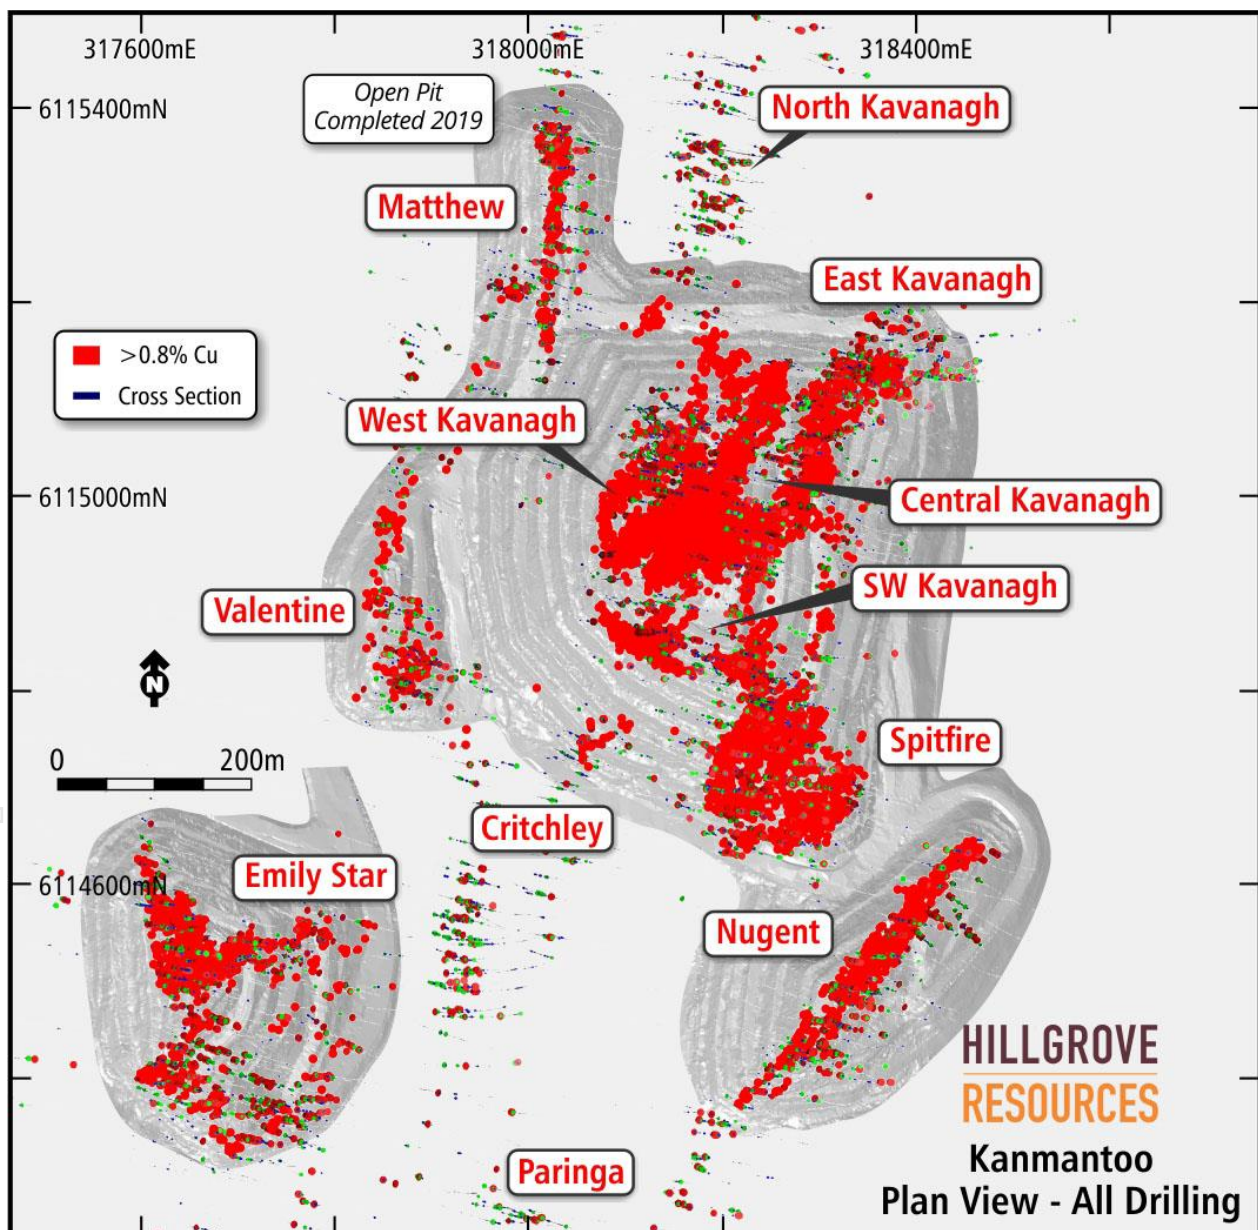 317600mE
318000mE
318400mE
Open Pit
Completed 2019
6115400mN
North Kavanagh
Matthew
East Kavanagh
>0.8% Cu
Cross Section
West Kavanagh
6115000mN
Central Kavanagh
SW Kavanagh
Valentine
N
Spitfire
0
200m
Critchley
Emily Star
6114600mN
Nugent
HILLGROVE
RESOURCES
Kanmantoo
Paringa
Plan View - All Drilling